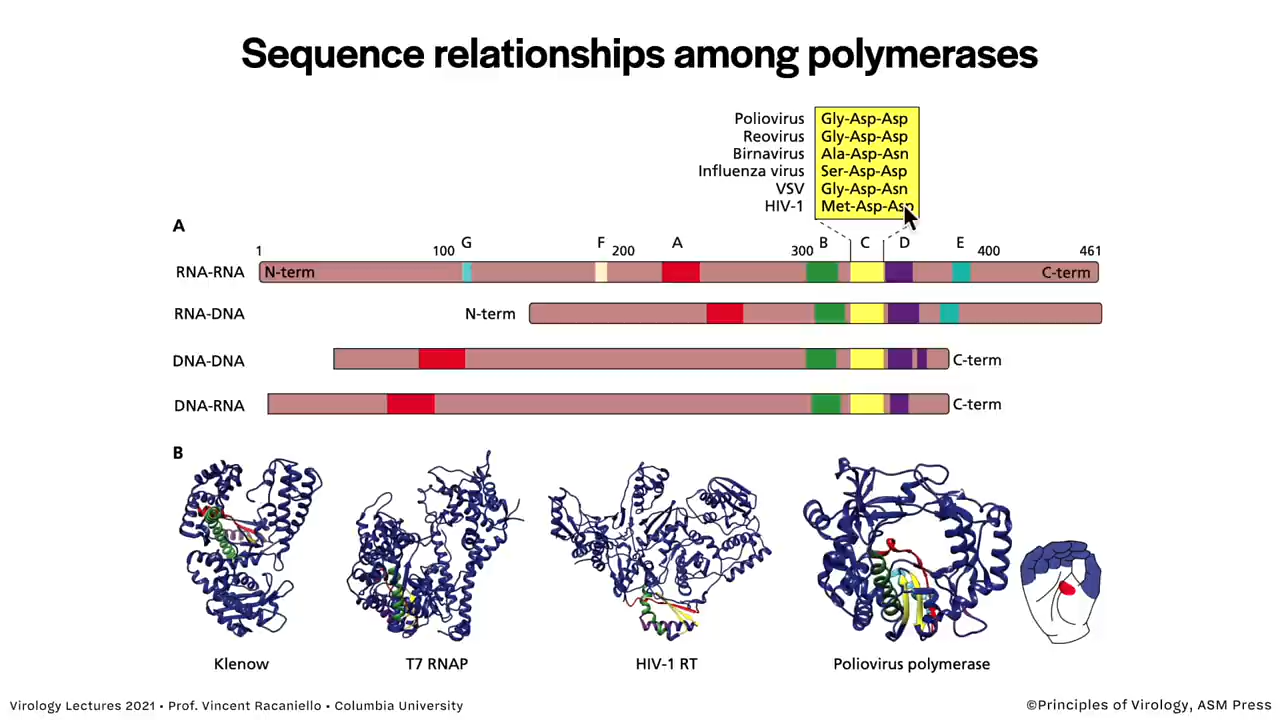 Sequence relationships among polymerases
Poliovirus Gly-Asp-Asp
Reovirus Gly-Asp-Asp
Birnavirus Ala-Asp-Asn
Influenza virus Ser-Asp-Asp
VSV Gly-Asp-Asn
HIV-1 Met-Asp-Asp
A
1 100 G F 200 A 300 B C D E 400 461
RNA-RNA N-term C-term
RNA-DNA N-term
DNA-DNA C-term
DNA-RNA C-term
B
Klenow T7 RNAP HIV-1 RT Poliovirus polymerase
Virology Lectures 2021 • Prof. Vincent Racaniello • Columbia University ©Principles of Virology, ASM Press